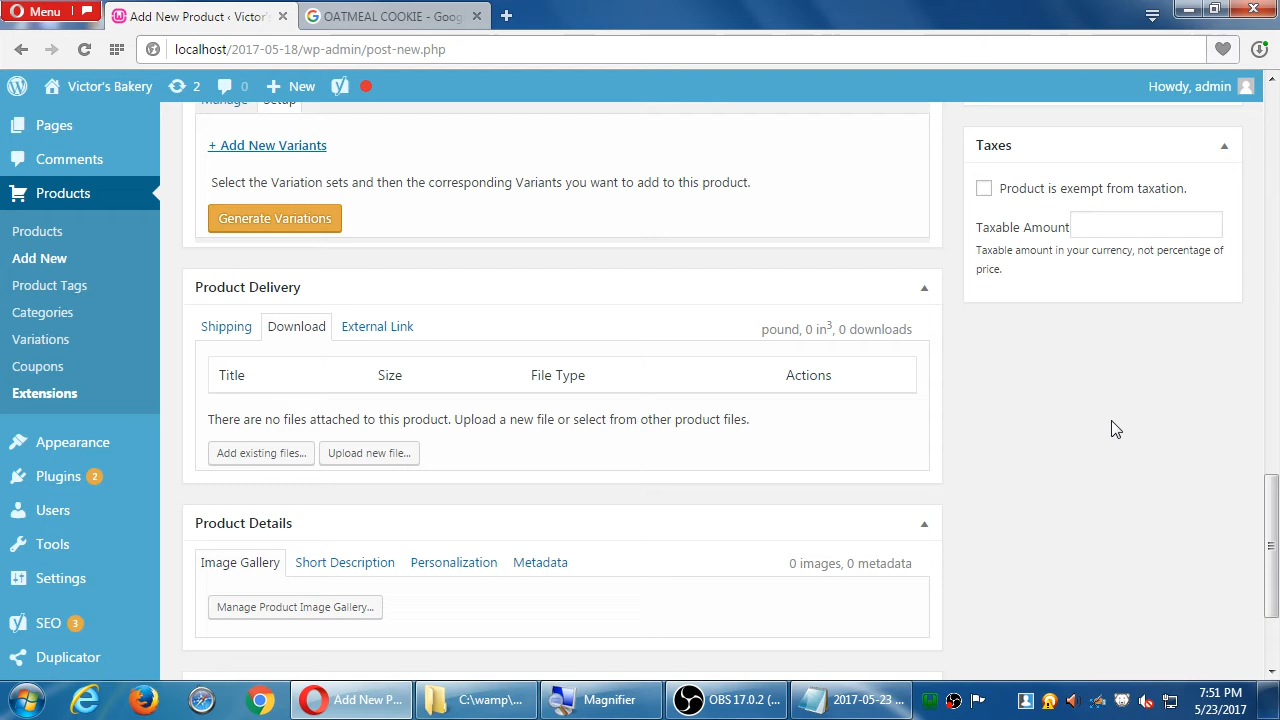 Menu
Add New Product ‹ Victor's
OATMEAL COOKIE - Goog
localhost/2017-05-18/wp-admin/post-new.php
Victor's Bakery
2
0
New
Howdy, admin
Pages
Comments
Products
Products
Add New
Product Tags
Categories
Variations
Coupons
Extensions
Appearance
Plugins 2
Users
Tools
Settings
SEO 3
Duplicator
Manage
Setup
+ Add New Variants
Select the Variation sets and then the corresponding Variants you want to add to this product.
Generate Variations
Product Delivery
Shipping
Download
External Link
pound, 0 in3, 0 downloads
Title
Size
File Type
Actions
There are no files attached to this product. Upload a new file or select from other product files.
Add existing files...
Upload new file...
Product Details
Image Gallery
Short Description
Personalization
Metadata
0 images, 0 metadata
Manage Product Image Gallery...
Taxes
Product is exempt from taxation.
Taxable Amount
Taxable amount in your currency, not percentage of
price.
Add New P...
C:\wamp\...
Magnifier
OBS 17.0.2 (...
2017-05-23 ...
7:51 PM
5/23/2017